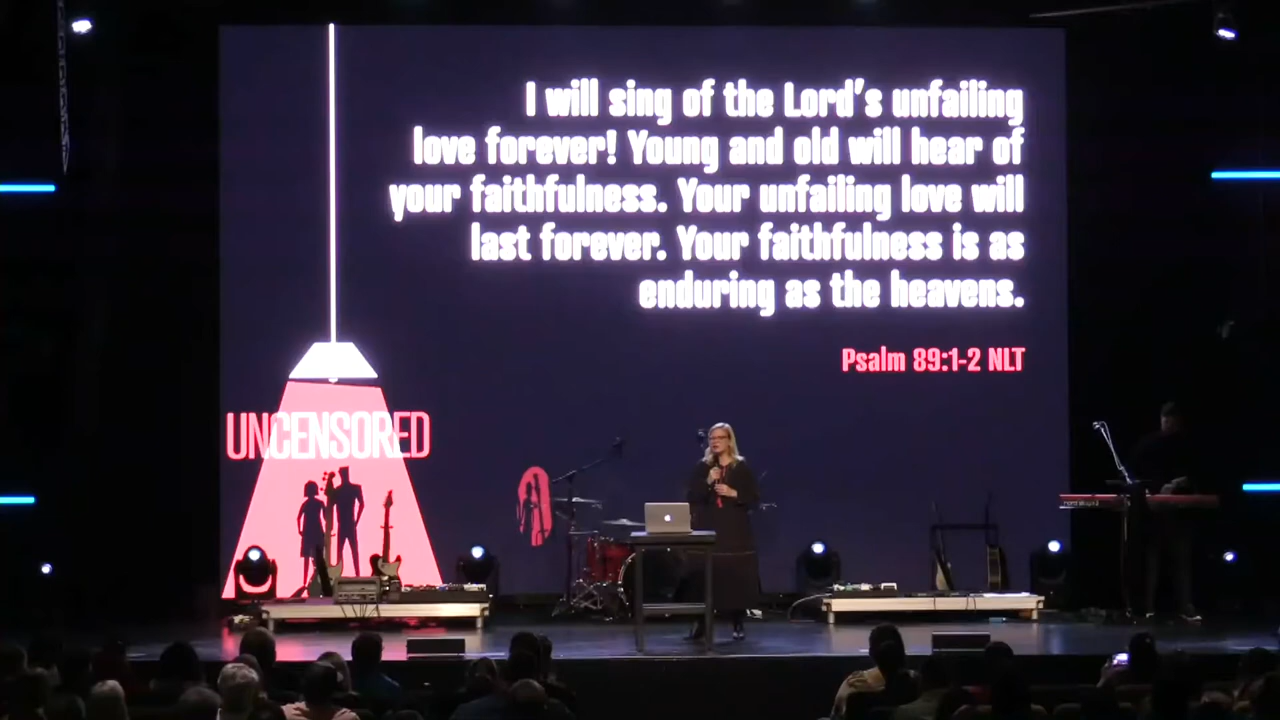 I will sing of the Lord's unfailing
love forever! Young and old will hear of
your faithfulness. Your unfailing love will
last forever. Your faithfulness is as
enduring as the heavens.
Psalm 89:1-2 NLT
UNCENSORED